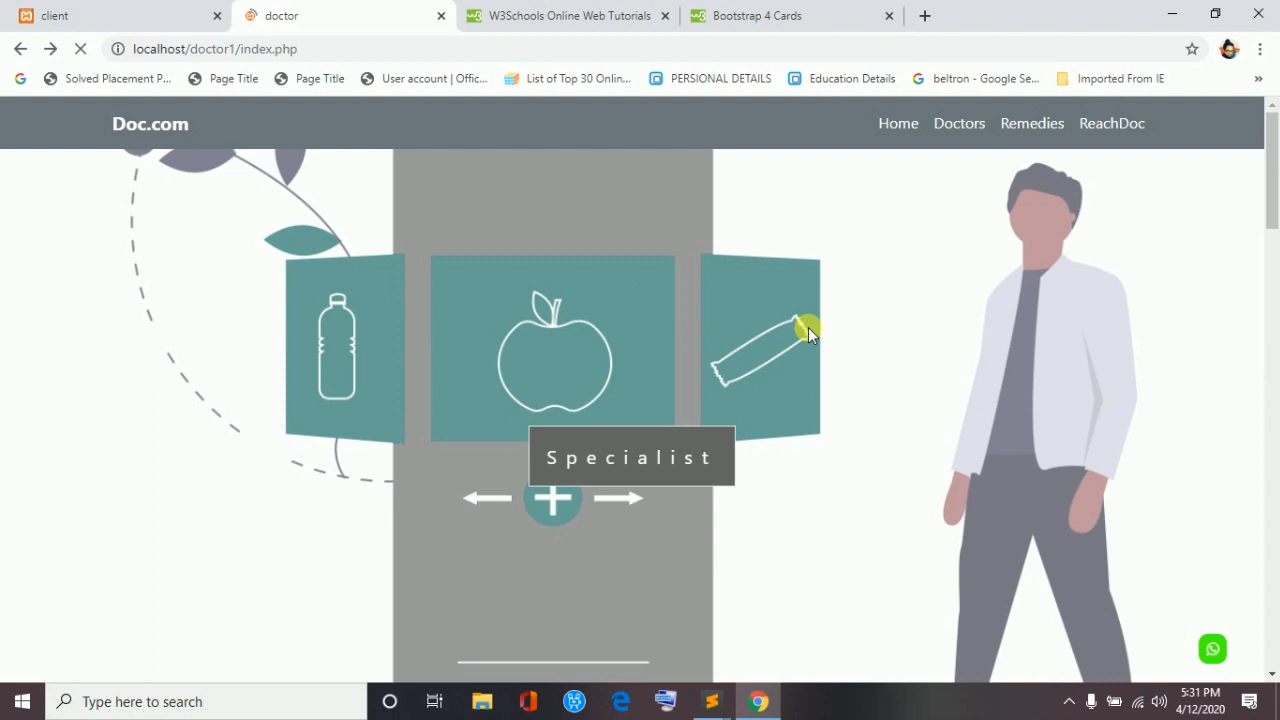 client
doctor
W3Schools Online Web Tutorials
Bootstrap 4 Cards
localhost/doctor1/index.php
Solved Placement P...
Page Title
Page Title
User account | Offic...
List of Top 30 Onlin...
PERSIONAL DETAILS
Education Details
beltron - Google Se...
Imported From IE
Doc.com
Home
Doctors
Remedies
ReachDoc
Specialist
Type here to search
5:31 PM
4/12/2020